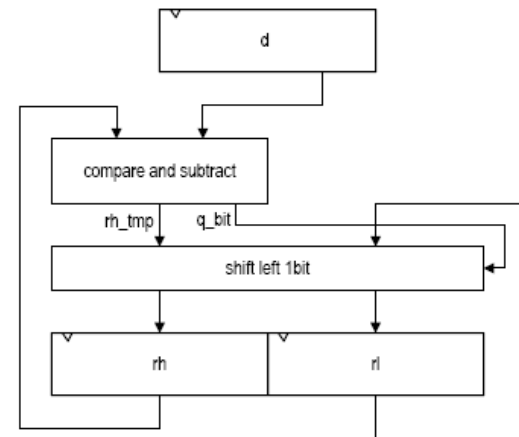 d
compare and subtract
rh_tmp
q_bit
shift left 1bit
rh
rl